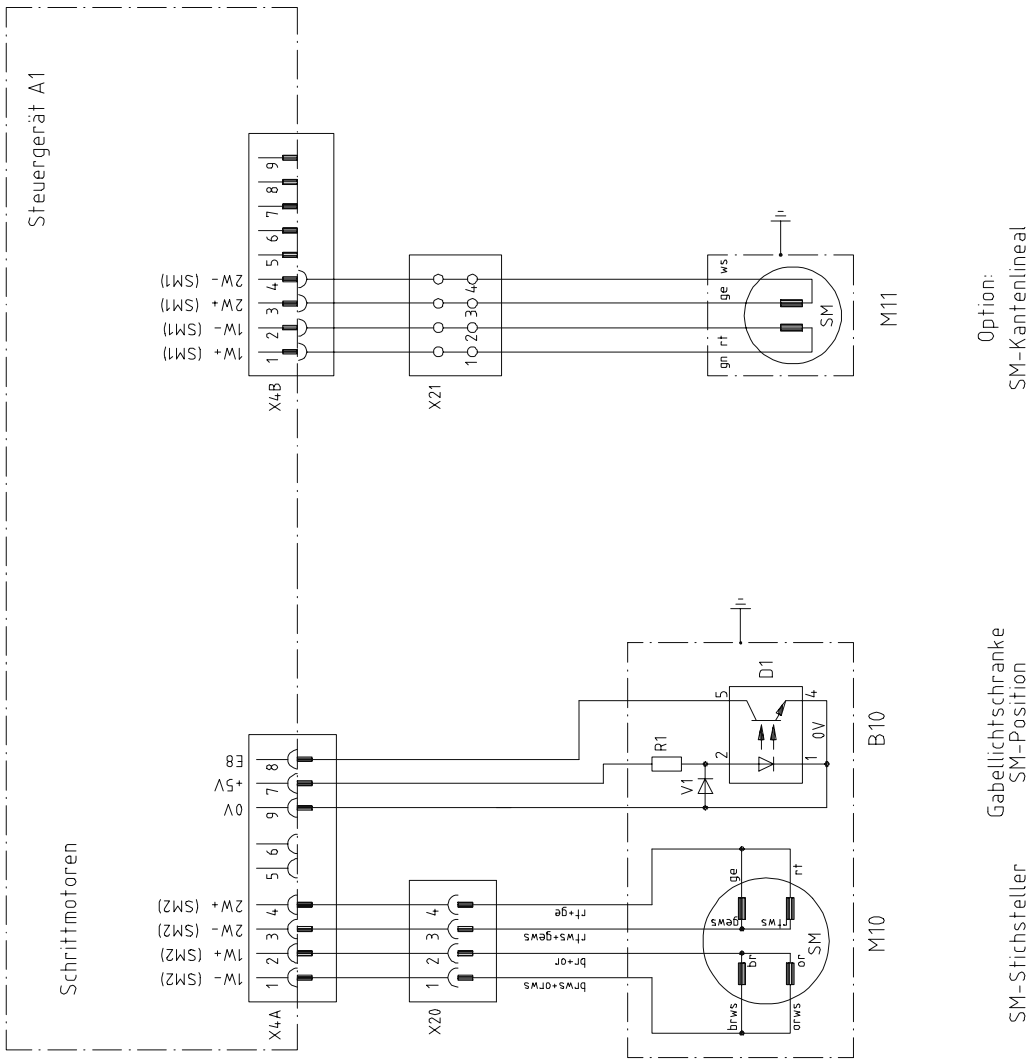 Steuergerät A1
Schrittmotoren
X4A
1 2 3 4 5 6 9 7 8
1W- (SM2)
1W+ (SM2)
2W- (SM2)
2W+ (SM2)
0V
+5V
E8
X4B
1 2 3 4 5 6 7 8 9
1W+ (SM1)
1W- (SM1)
2W+ (SM1)
2W- (SM1)
X20
1 2 3 4
X21
1 2 3 4
brws+orws
br+or
rtws+gews
rt+ge
brws
orws
br
or
gews
rtws
ge
rt
SM
V1
R1
2
5
D1
1
0V
4
gn rt
ge ws
SM
M10
B10
M11
SM-Stichsteller
Gabellichtschranke
SM-Position
Option:
SM-Kantenlineal